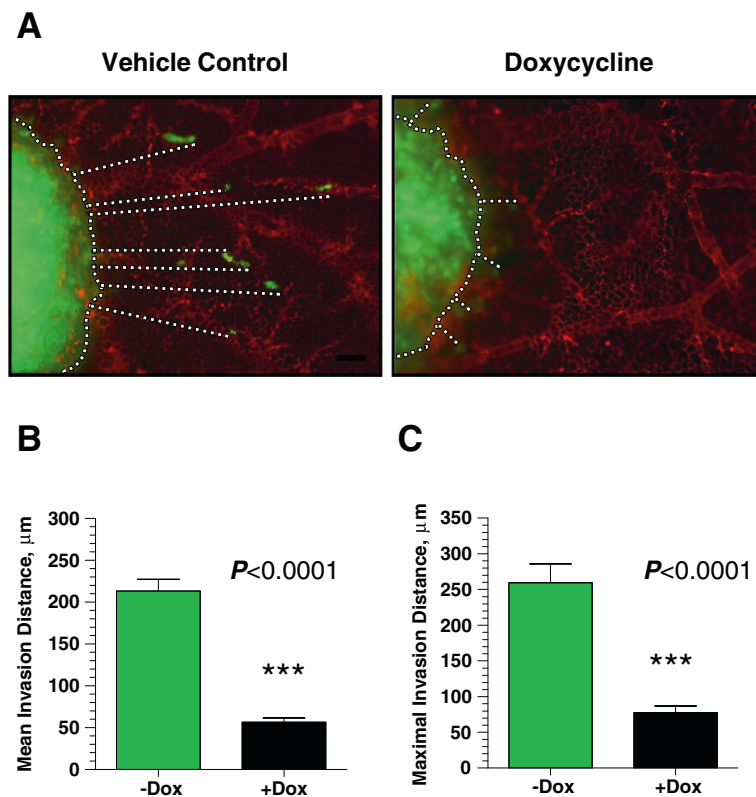 A
Vehicle Control
Doxycycline
B
Mean Invasion Distance, μm
300
250
200
150
100
50
0
P<0.0001
***
-Dox
+Dox
C
Maximal Invasion Distance, μm
350
300
250
200
150
100
50
0
P<0.0001
***
-Dox
+Dox